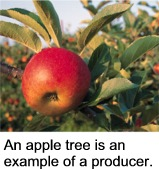 An apple tree is an
example of a producer.